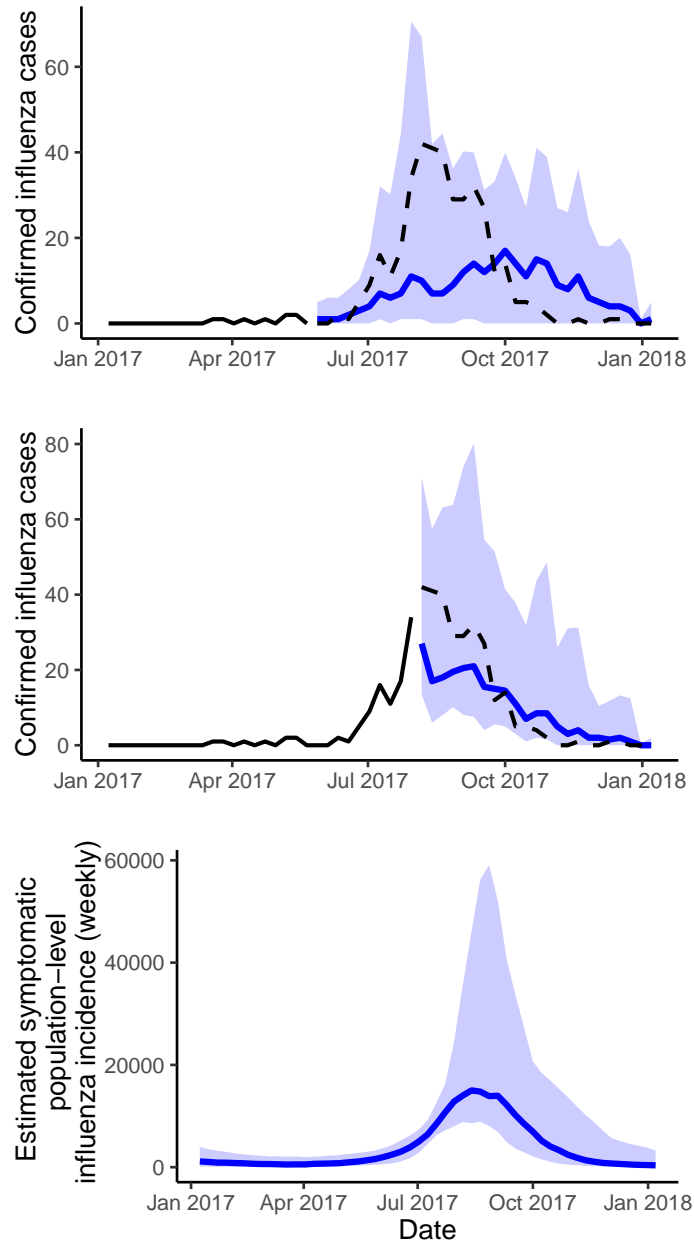 Confirmed influenza cases
60
40
20
0
Jan 2017 Apr 2017 Jul 2017 Oct 2017 Jan 2018
Confirmed influenza cases
80
60
40
20
0
Jan 2017 Apr 2017 Jul 2017 Oct 2017 Jan 2018
Estimated symptomatic
population−level
influenza incidence (weekly)
60000
40000
20000
0
Jan 2017 Apr 2017 Jul 2017 Oct 2017 Jan 2018
Date